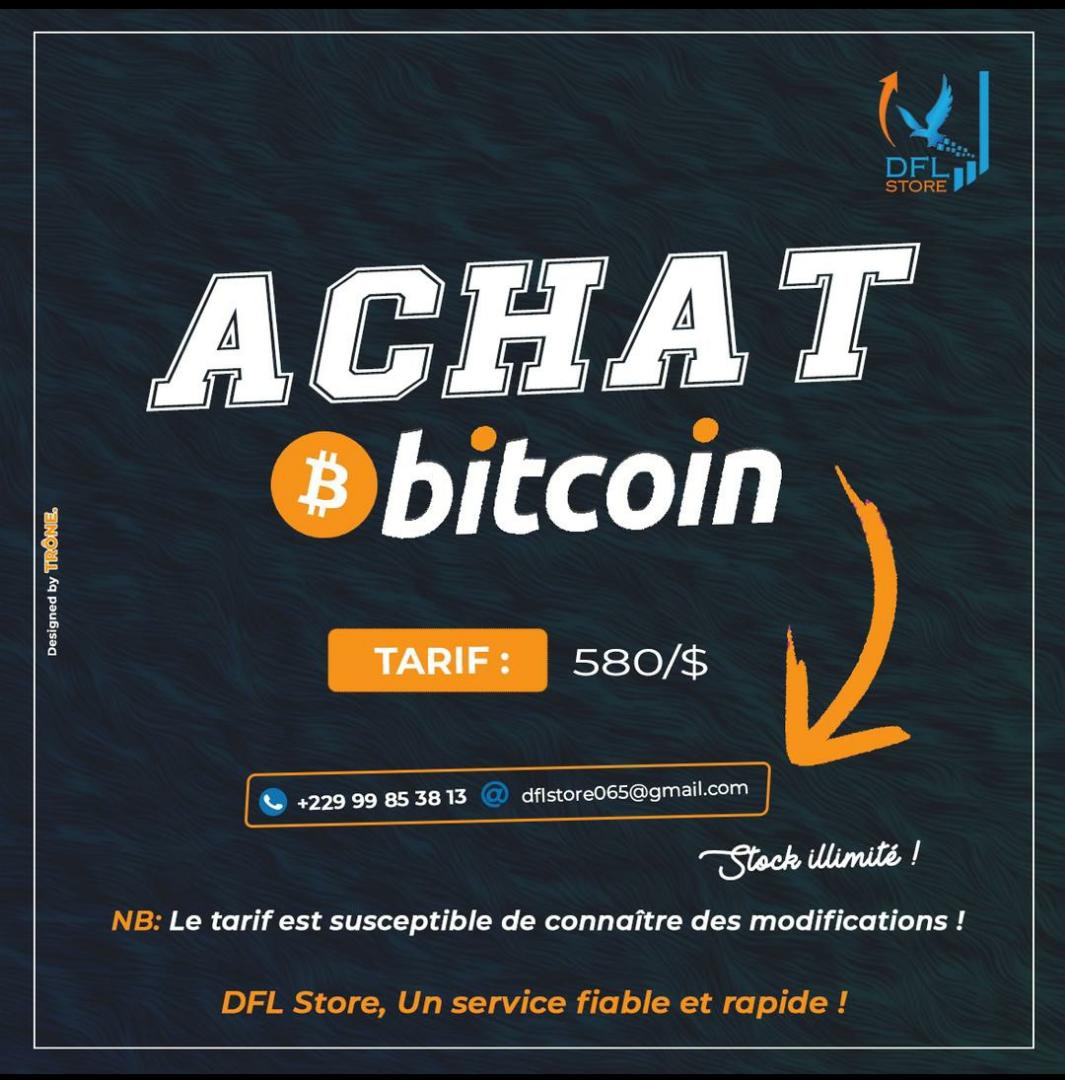 DFL
STORE
ACHAT
bitcoin
TARIF : 580/$
+229 99 85 38 13 @ dflstore065@gmail.com
Stock illimité !
NB: Le tarif est susceptible de connaître des modifications !
DFL Store, Un service fiable et rapide !
Designed by TRÔNE.